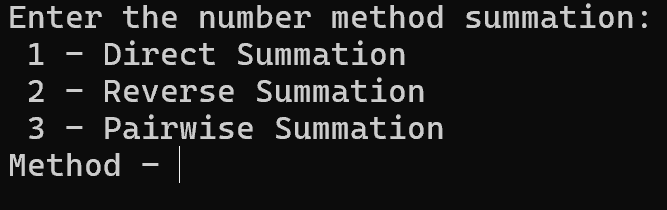 Enter the number method summation:
 1 - Direct Summation
 2 - Reverse Summation
 3 - Pairwise Summation
Method -